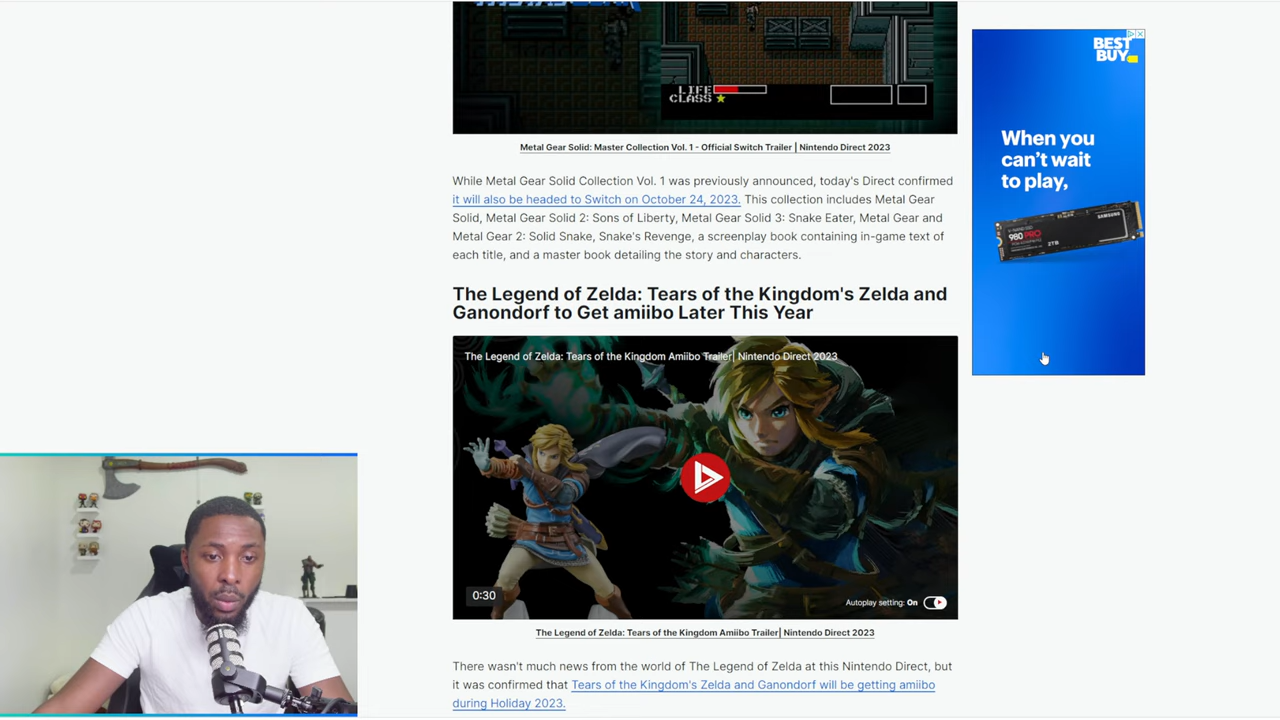 LIFE
CLASS
Metal Gear Solid: Master Collection Vol. 1 - Official Switch Trailer | Nintendo Direct 2023
While Metal Gear Solid Collection Vol. 1 was previously announced, today's Direct confirmed
it will also be headed to Switch on October 24, 2023. This collection includes Metal Gear
Solid, Metal Gear Solid 2: Sons of Liberty, Metal Gear Solid 3: Snake Eater, Metal Gear and
Metal Gear 2: Solid Snake, Snake's Revenge, a screenplay book containing in-game text of
each title, and a master book detailing the story and characters.
The Legend of Zelda: Tears of the Kingdom's Zelda and
Ganondorf to Get amiibo Later This Year
The Legend of Zelda: Tears of the Kingdom Amiibo Trailer| Nintendo Direct 2023
0:30
Autoplay setting: On
The Legend of Zelda: Tears of the Kingdom Amiibo Trailer| Nintendo Direct 2023
There wasn't much news from the world of The Legend of Zelda at this Nintendo Direct, but
it was confirmed that Tears of the Kingdom's Zelda and Ganondorf will be getting amiibo
during Holiday 2023.
BEST
BUY
When you
can't wait
to play,
SAMSUNG
980 PRO
2TB